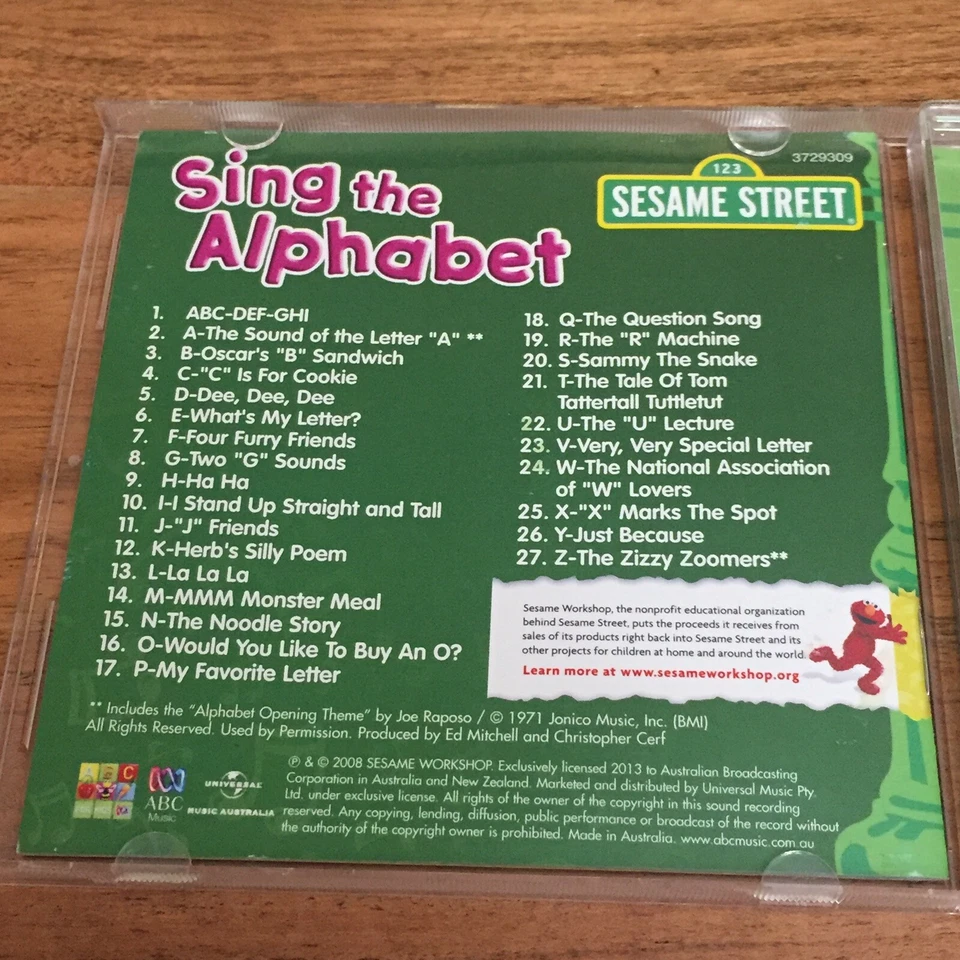 Sing the
Alphabet
3729309
123
SESAME STREET
1. ABC-DEF-GHI
2. A-The Sound of the Letter "A" **
3. B-Oscar's "B" Sandwich
4. C-"C" Is For Cookie
5. D-Dee, Dee, Dee
6. E-What's My Letter?
7. F-Four Furry Friends
8. G-Two "G" Sounds
9. H-Ha Ha
10. I-I Stand Up Straight and Tall
11. J-"J" Friends
12. K-Herb's Silly Poem
13. L-La La La
14. M-MMM Monster Meal
15. N-The Noodle Story
16. O-Would You Like To Buy An O?
17. P-My Favorite Letter
18. Q-The Question Song
19. R-The "R" Machine
20. S-Sammy The Snake
21. T-The Tale Of Tom
Tattertall Tuttletut
22. U-The "U" Lecture
23. V-Very, Very Special Letter
24. W-The National Association
of "W" Lovers
25. X-"X" Marks The Spot
26. Y-Just Because
27. Z-The Zizzy Zoomers**
Sesame Workshop, the nonprofit educational organization
behind Sesame Street, puts the proceeds it receives from
sales of its products right back into Sesame Street and its
other projects for children at home and around the world.
Learn more at www.sesameworkshop.org
** Includes the "Alphabet Opening Theme" by Joe Raposo / © 1971 Jonico Music, Inc. (BMI)
All Rights Reserved. Used by Permission. Produced by Ed Mitchell and Christopher Cerf
ABC
Music
UNIVERSAL
MUSIC AUSTRALIA
℗ & © 2008 SESAME WORKSHOP. Exclusively licensed 2013 to Australian Broadcasting
Corporation in Australia and New Zealand. Marketed and distributed by Universal Music Pty.
Ltd. under exclusive license. All rights of the owner of the copyright in this sound recording
reserved. Any copying, lending, diffusion, public performance or broadcast of the record without
the authority of the copyright owner is prohibited. Made in Australia. www.abcmusic.com.au